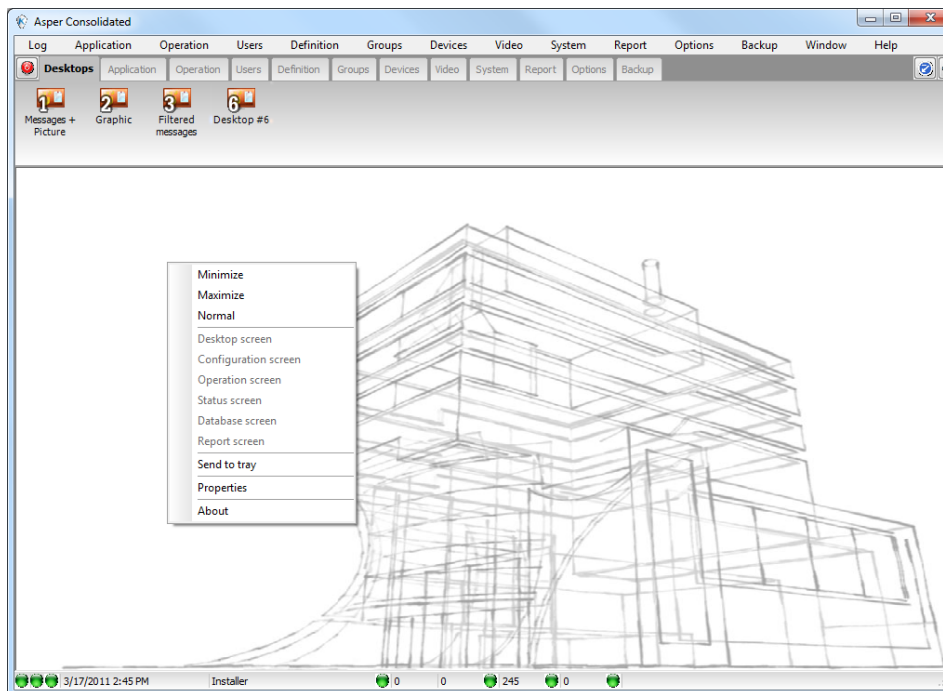 Asper Consolidated
Log Application Operation Users Definition Groups Devices Video System Report Options Backup Window Help
Desktops Application Operation Users Definition Groups Devices Video System Report Options Backup
1 2 3 6
Messages + Graphic Filtered Desktop #6
Picture messages
Minimize
Maximize
Normal
Desktop screen
Configuration screen
Operation screen
Status screen
Database screen
Report screen
Send to tray
Properties
About
3/17/2011 2:45 PM Installer 0 0 245 0